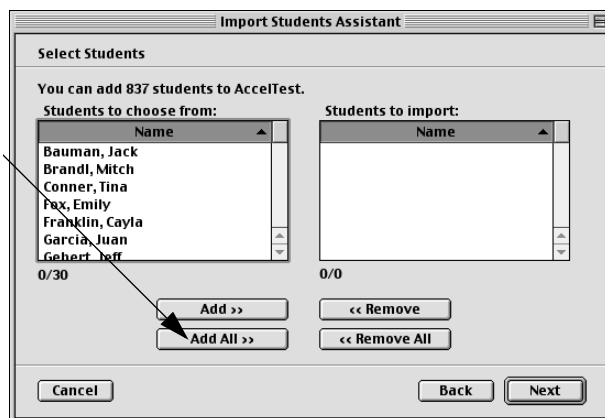 Import Students Assistant
Select Students
You can add 837 students to AccelTest.
Students to choose from:
Name
Bauman, Jack
Brandl, Mitch
Conner, Tina
Fox, Emily
Franklin, Cayla
Garcia, Juan
Gebert, Jeff
0/30
Students to import:
Name
0/0
Add >>
<< Remove
Add All >>
<< Remove All
Cancel
Back
Next